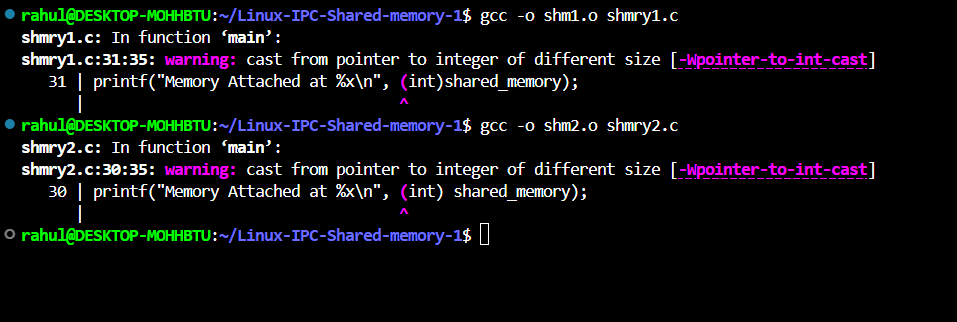 rahul@DESKTOP-MOHHBTU:~/Linux-IPC-Shared-memory-1$ gcc -o shm1.o shmry1.c
shmry1.c: In function ‘main’:
shmry1.c:31:35: warning: cast from pointer to integer of different size [-Wpointer-to-int-cast]
   31 | printf("Memory Attached at %x\n", (int)shared_memory);
      |                                   ^
rahul@DESKTOP-MOHHBTU:~/Linux-IPC-Shared-memory-1$ gcc -o shm2.o shmry2.c
shmry2.c: In function ‘main’:
shmry2.c:30:35: warning: cast from pointer to integer of different size [-Wpointer-to-int-cast]
   30 | printf("Memory Attached at %x\n", (int) shared_memory);
      |                                   ^
rahul@DESKTOP-MOHHBTU:~/Linux-IPC-Shared-memory-1$